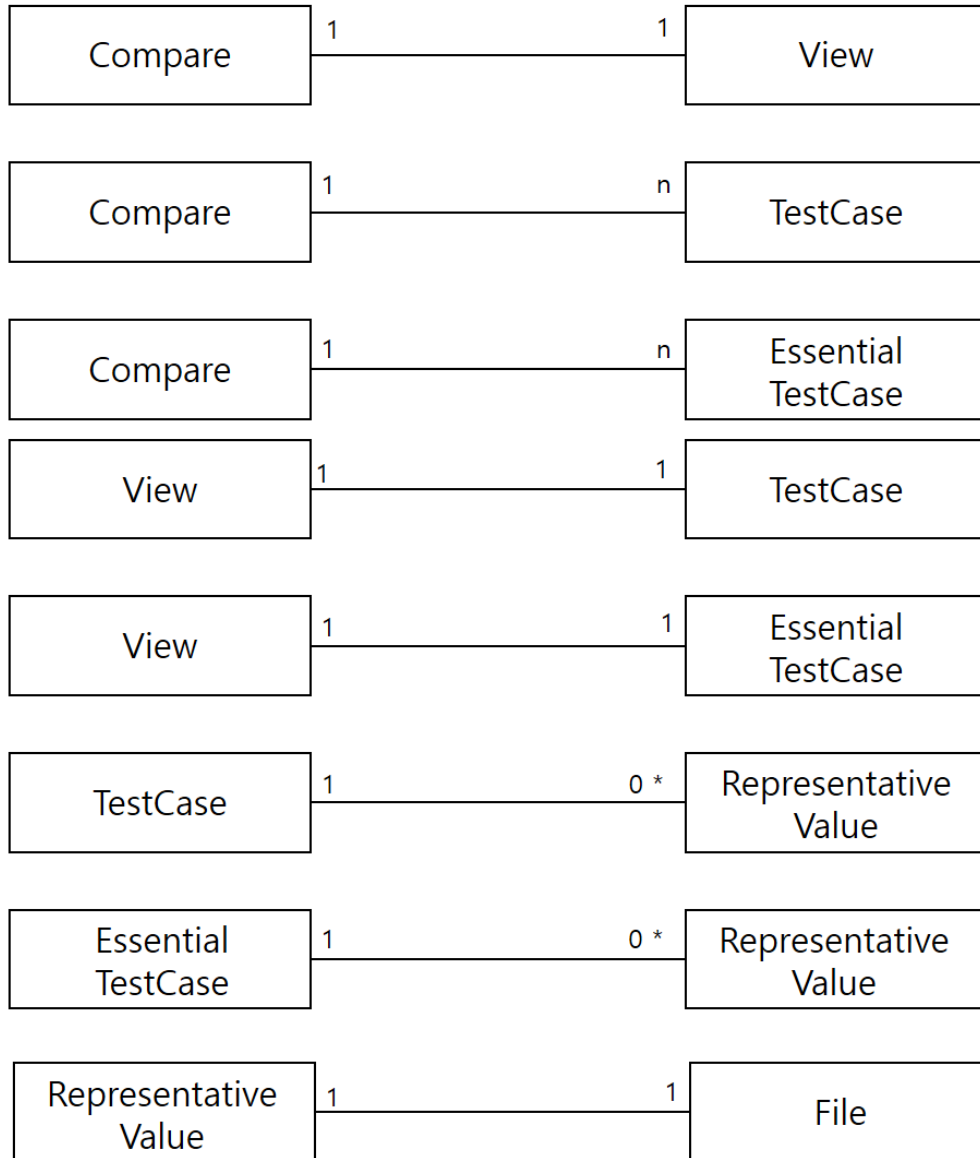 Compare 1 1 View
Compare 1 n TestCase
Compare 1 n Essential
TestCase
View 1 1 TestCase
View 1 1 Essential
TestCase
TestCase 1 0 * Representative
Value
Essential
TestCase 1 0 * Representative
Value
Representative
Value 1 1 File